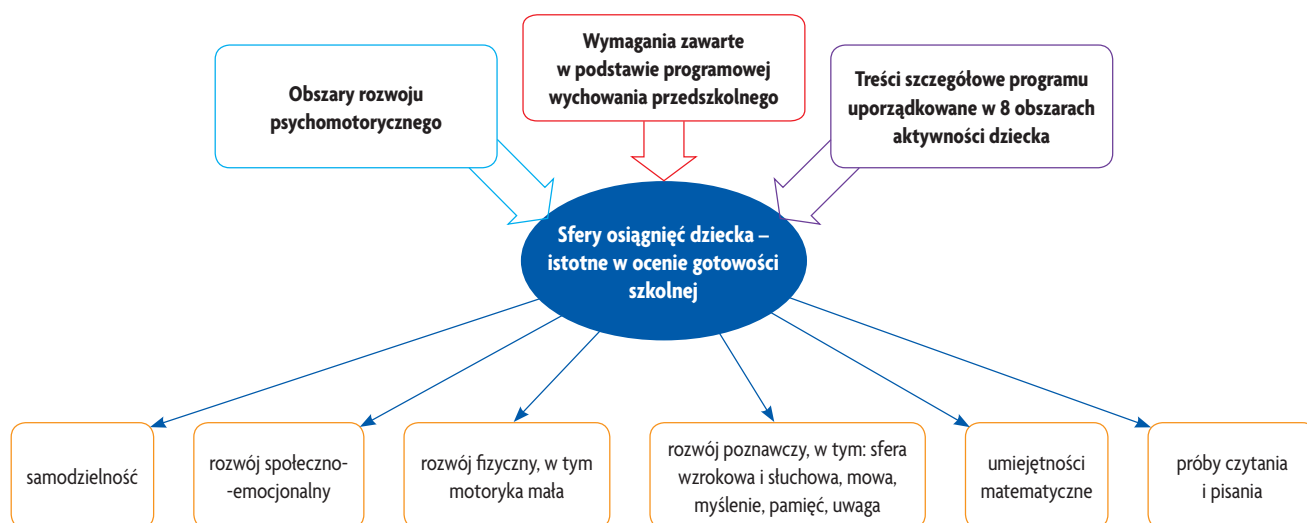 Obszary rozwoju
psychomotorycznego
Wymagania zawarte
w podstawie programowej
wychowania przedszkolnego
Treści szczegółowe programu
uporządkowane w 8 obszarach
aktywności dziecka
Sfery osiągnięć dziecka –
istotne w ocenie gotowości
szkolnej
samodzielność
rozwój społeczno-
-emocjonalny
rozwój fizyczny, w tym
motoryka mała
rozwój poznawczy, w tym: sfera
wzrokowa i słuchowa, mowa,
myślenie, pamięć, uwaga
umiejętności
matematyczne
próby czytania
i pisania